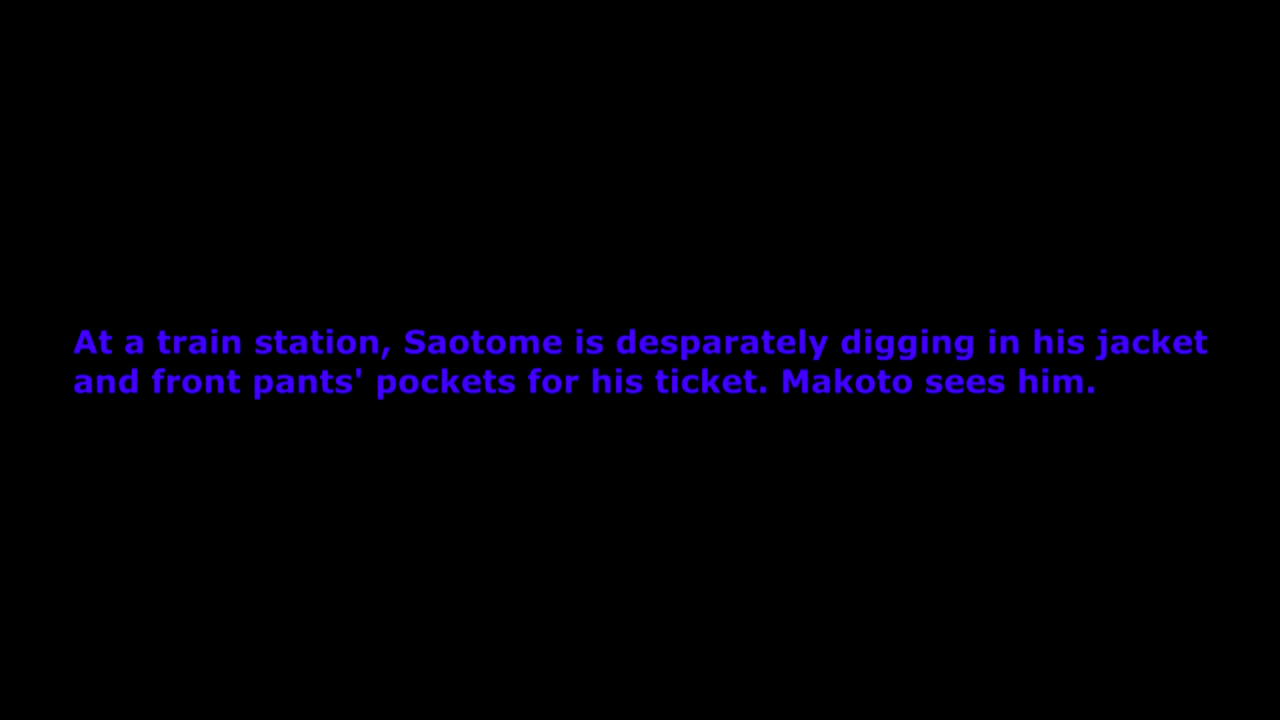 At a train station, Saotome is desparately digging in his jacket
and front pants' pockets for his ticket. Makoto sees him.